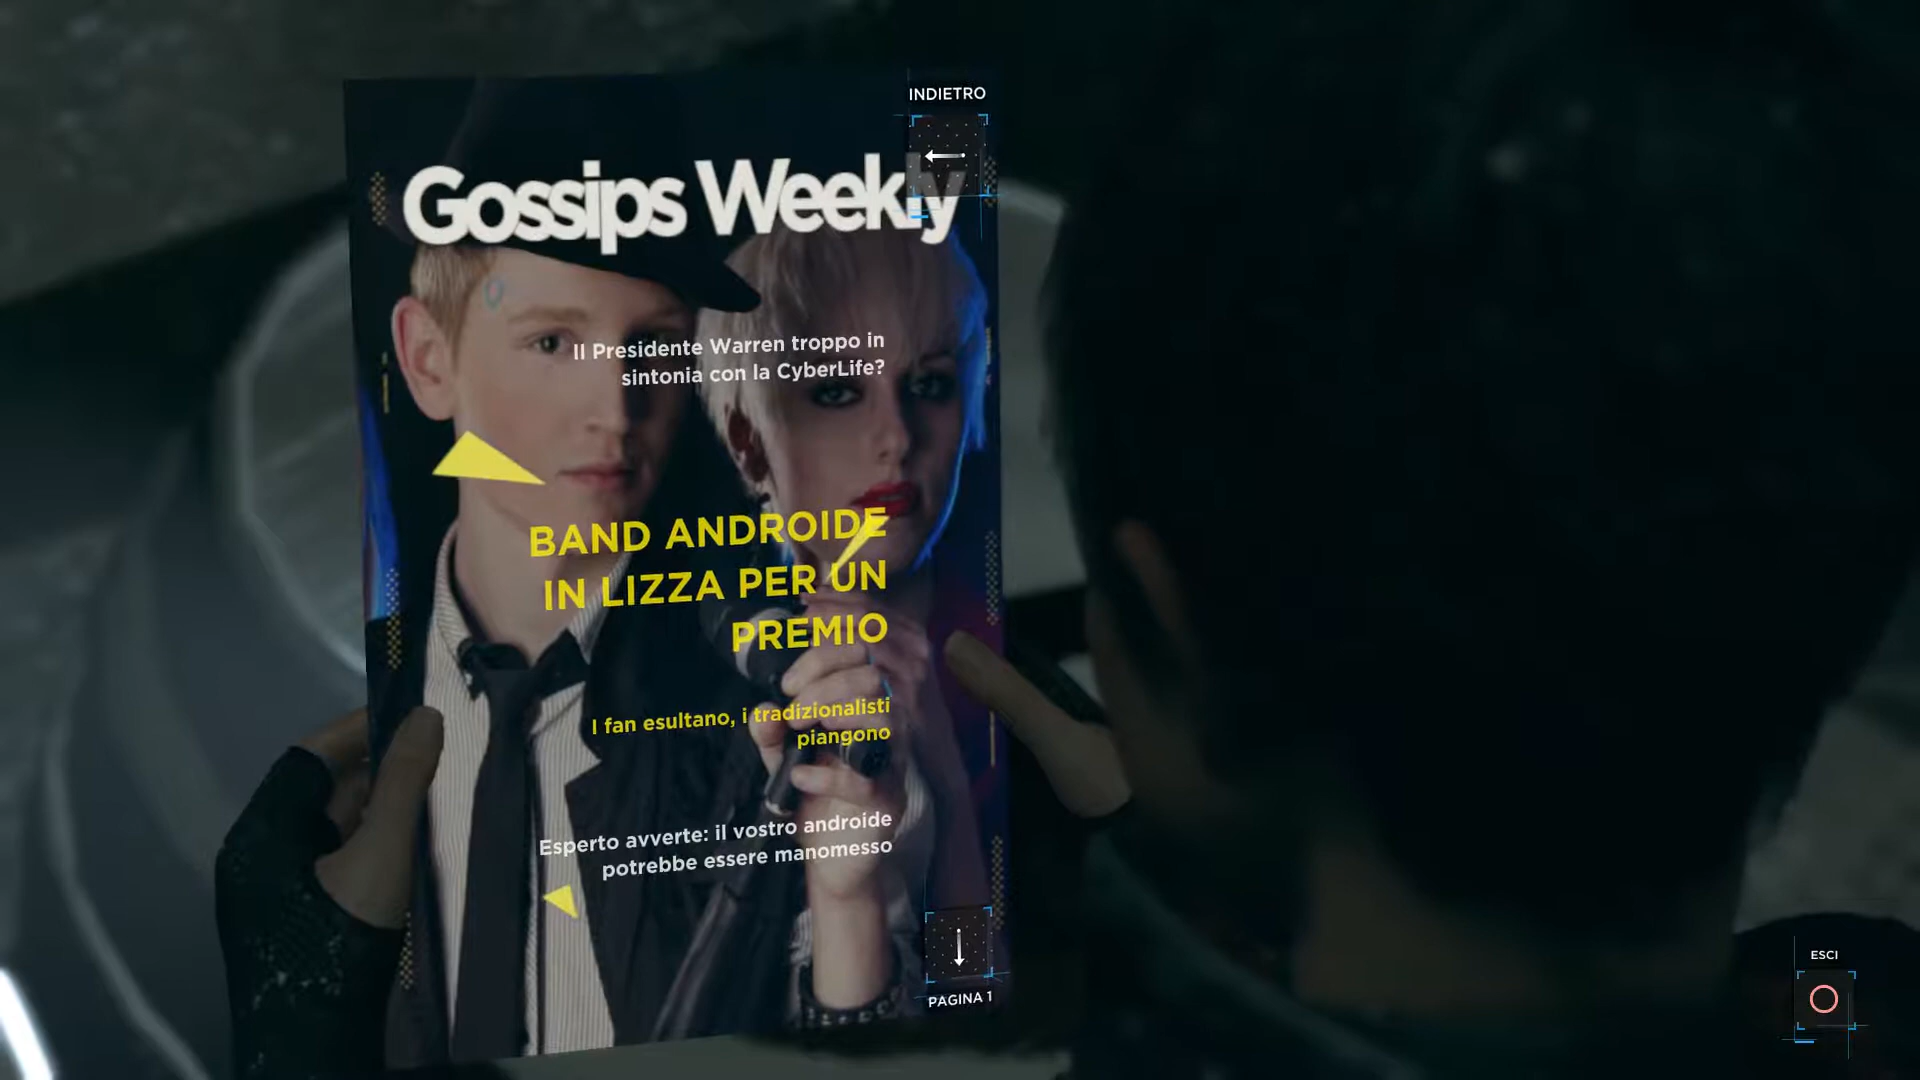 INDIETRO
Gossips Weekly
Il Presidente Warren troppo in
sintonia con la CyberLife?
BAND ANDROIDE
IN LIZZA PER UN
PREMIO
I fan esultano, i tradizionalisti
piangono
Esperto avverte: il vostro androide
potrebbe essere manomesso
PAGINA 1
ESCI